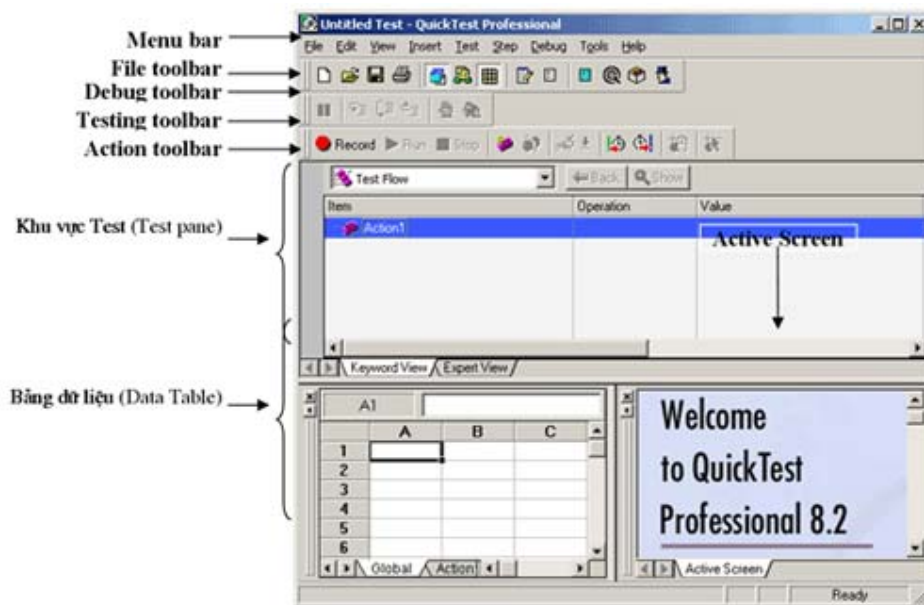 Untitled Test - QuickTest Professional
Menu bar
File Edit View Insert Test Step Debug Tools Help
File toolbar
Debug toolbar
Testing toolbar
Action toolbar
Record Run Stop
Test Flow
Back Show
Item Operation Value
Khu vực Test (Test pane)
Action1
Active Screen
Keyword View Expert View
Bảng dữ liệu (Data Table)
A1
A B C
1
2
3
4
5
6
Global Action1
Welcome
to QuickTest
Professional 8.2
Active Screen
Ready